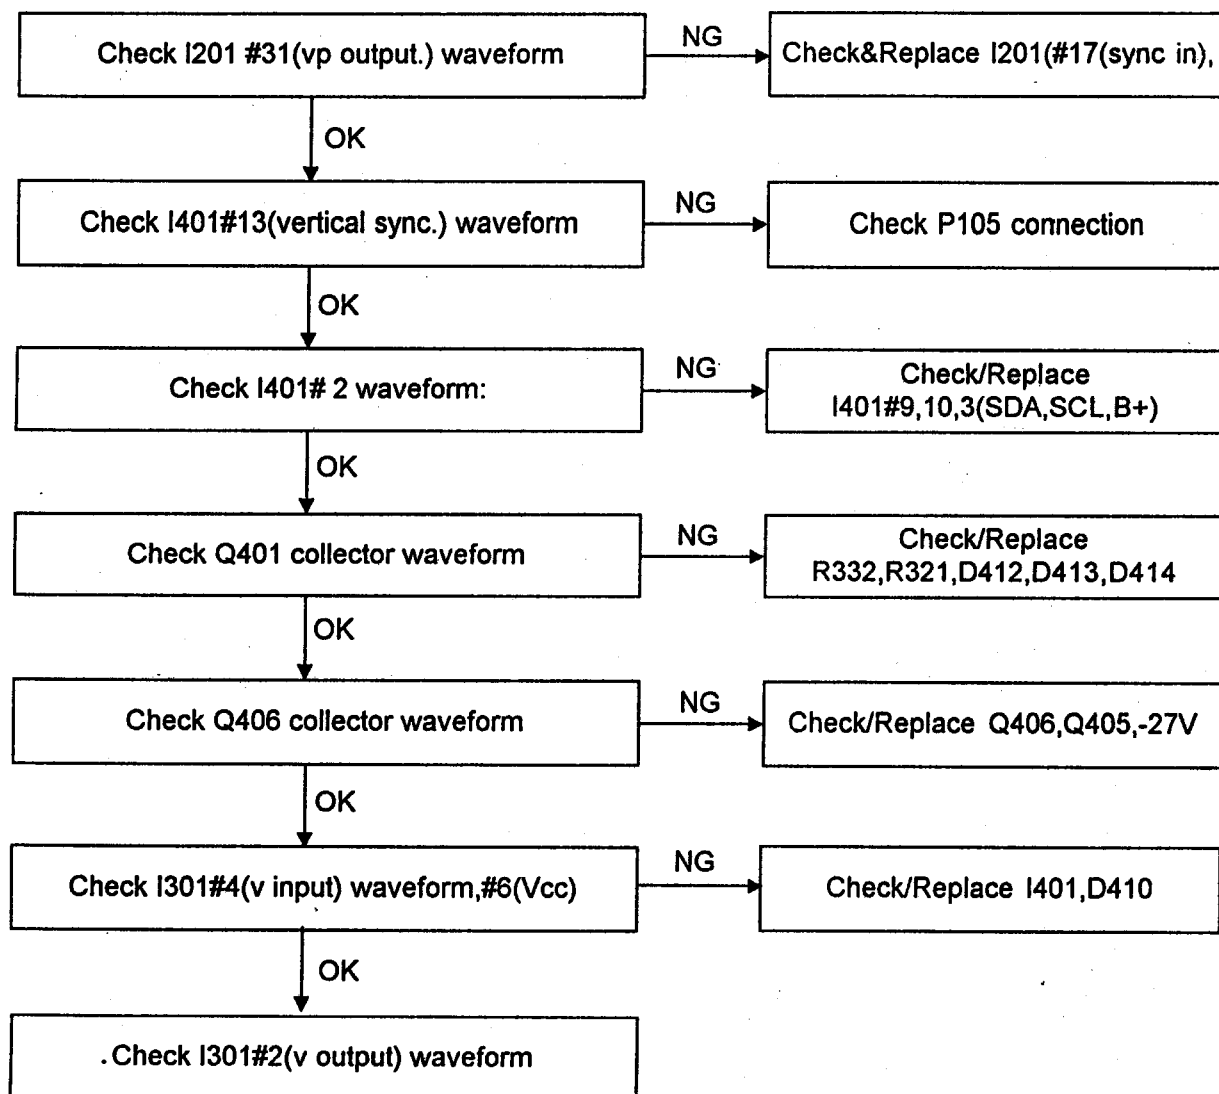 Check I201 #31(vp output.) waveform
NG
Check&Replace I201(#17(sync in),
OK
Check I401#13(vertical sync.) waveform
NG
Check P105 connection
OK
Check I401# 2 waveform:
NG
Check/Replace
I401#9,10,3(SDA,SCL,B+)
OK
Check Q401 collector waveform
NG
Check/Replace
R332,R321,D412,D413,D414
OK
Check Q406 collector waveform
NG
Check/Replace Q406,Q405,-27V
OK
Check I301#4(v input) waveform,#6(Vcc)
NG
Check/Replace I401,D410
OK
Check I301#2(v output) waveform